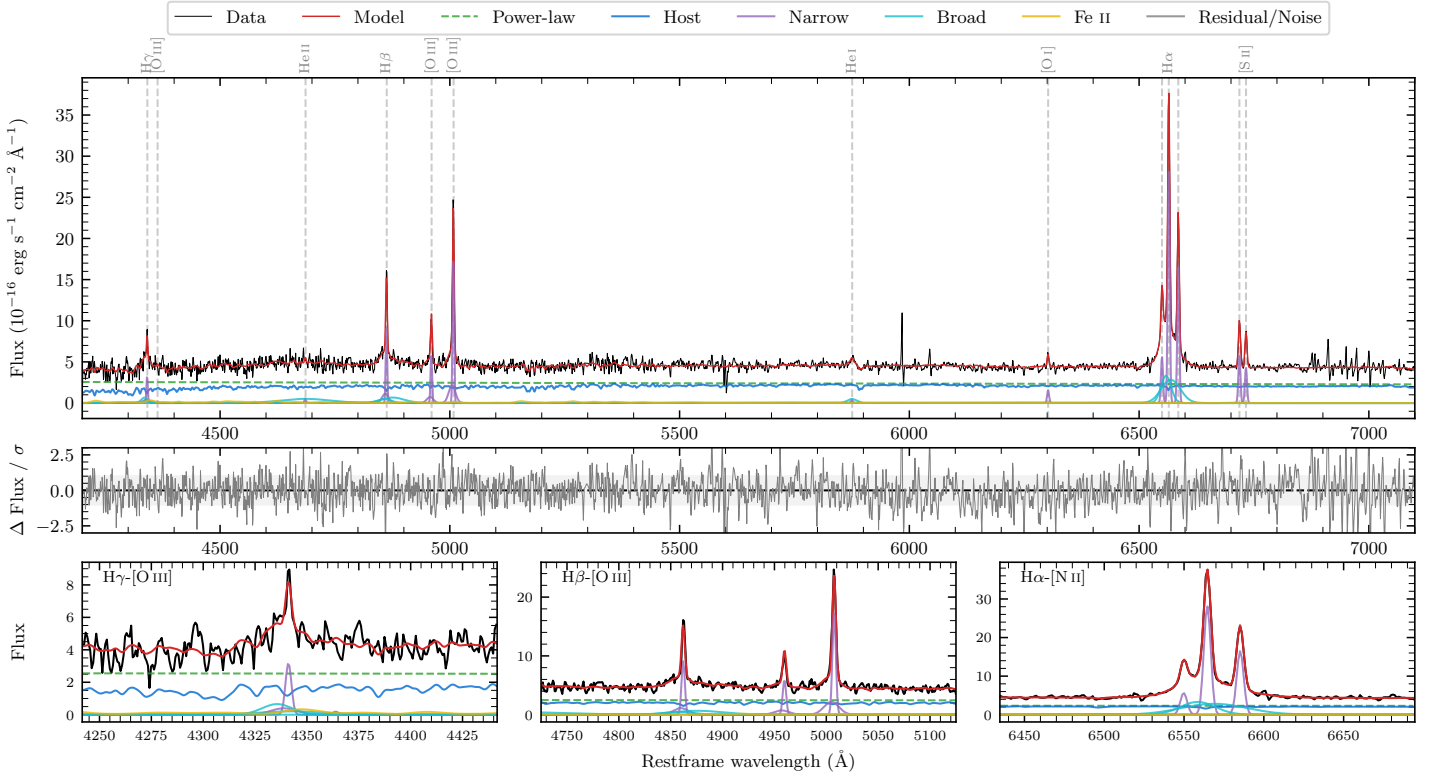 Data Model Power-law Host Narrow Broad Fe II Residual/Noise
Hγ [O III] He II Hβ [O III] [O III] He I [O I] Hα [S II]
Flux (10⁻¹⁶ erg s⁻¹ cm⁻² Å⁻¹)
35
30
25
20
15
10
5
0
4500 5000 5500 6000 6500 7000
Δ Flux / σ
2.5
0.0
−2.5
4500 5000 5500 6000 6500 7000
Flux
Hγ-[O III]
8
6
4
2
0
4250 4275 4300 4325 4350 4375 4400 4425
Hβ-[O III]
20
10
0
4750 4800 4850 4900 4950 5000 5050 5100
Hα-[N II]
30
20
10
0
6450 6500 6550 6600 6650
Restframe wavelength (Å)